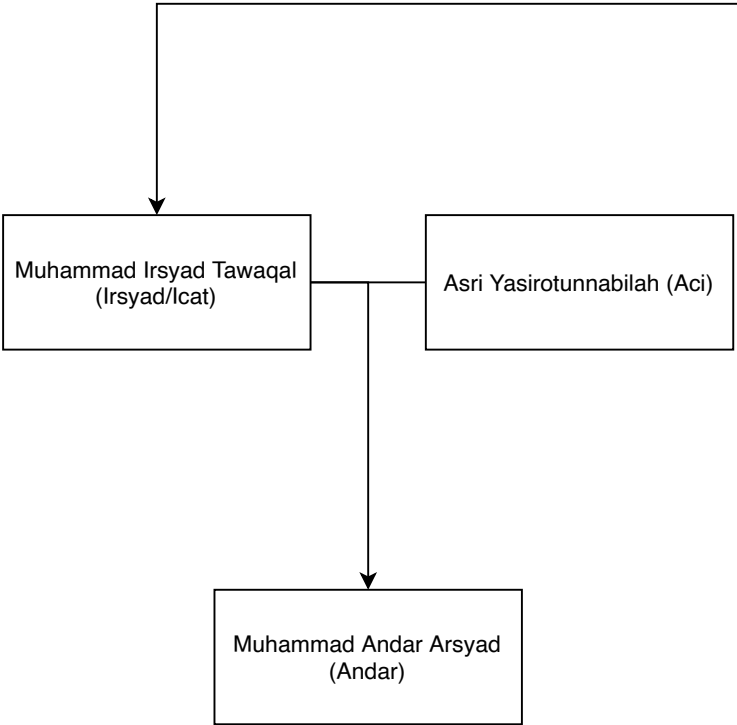 Muhammad Irsyad Tawaqal
(Irsyad/Icat)
Asri Yasirotunnabilah (Aci)
Muhammad Andar Arsyad
(Andar)